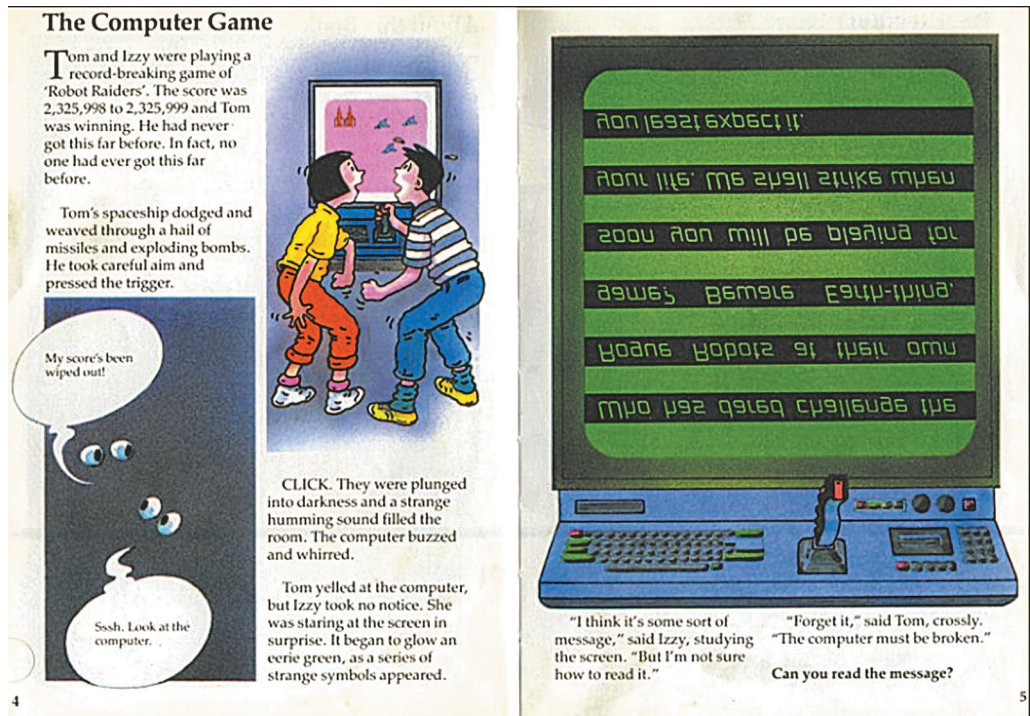 The Computer Game
Tom and Izzy were playing a
record-breaking game of
'Robot Raiders'. The score was
2,325,998 to 2,325,999 and Tom
was winning. He had never
got this far before. In fact, no
one had ever got this far
before.
Tom's spaceship dodged and
weaved through a hail of
missiles and exploding bombs.
He took careful aim and
pressed the trigger.
My score's been
wiped out!
Sssh. Look at the
computer.
CLICK. They were plunged
into darkness and a strange
humming sound filled the
room. The computer buzzed
and whirred.
Tom yelled at the computer,
but Izzy took no notice. She
was staring at the screen in
surprise. It began to glow an
eerie green, as a series of
strange symbols appeared.
4
Who has dared challenge the
Rogue Robots at their own
game? Beware Earth-thing,
soon you will be playing for
your life. We shall strike when
you least expect it.
"I think it's some sort of
message," said Izzy, studying
the screen. "But I'm not sure
how to read it."
"Forget it," said Tom, crossly.
"The computer must be broken."
Can you read the message?
5